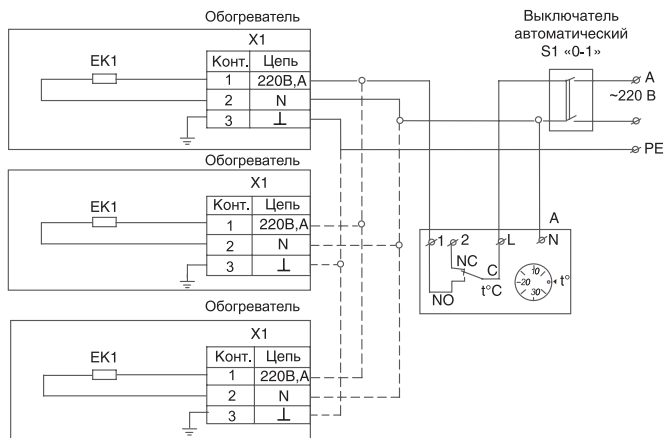 Обогреватель
X1
EK1
Конт. Цепь
1 220В,А
2 N
3 ⊥
Обогреватель
X1
EK1
Конт. Цепь
1 220В,А
2 N
3 ⊥
Обогреватель
X1
EK1
Конт. Цепь
1 220В,А
2 N
3 ⊥
Выключатель
автоматический
S1 «0-1»
A
~220 В
PE
A
1 2 L N
NC
C
NO
t°C
10
-20
30
t°